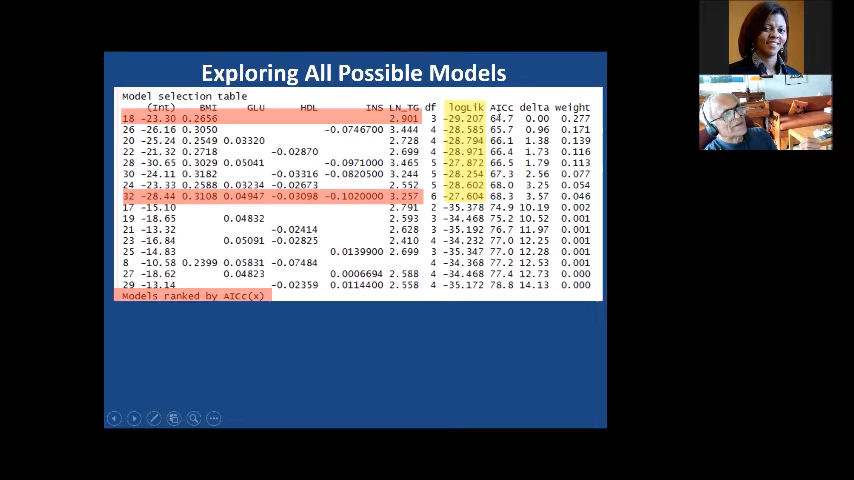 Exploring All Possible Models
Model selection table
(Int) BMI GLU HDL INS LN_TG df logLik AICc delta weight
18 -23.30 0.2656 2.901 3 -29.207 64.7 0.00 0.277
26 -26.16 0.3050 -0.0746700 3.444 4 -28.585 65.7 0.96 0.171
20 -25.24 0.2549 0.03320 2.728 4 -28.794 66.1 1.38 0.139
22 -21.32 0.2718 -0.02870 2.699 4 -28.971 66.4 1.73 0.116
28 -30.65 0.3029 0.05041 -0.0971000 3.465 5 -27.872 66.5 1.79 0.113
30 -24.11 0.3182 -0.03316 -0.0820500 3.244 5 -28.254 67.3 2.56 0.077
24 -23.33 0.2588 0.03234 -0.02673 2.552 5 -28.602 68.0 3.25 0.054
32 -28.44 0.3108 0.04947 -0.03098 -0.1020000 3.257 6 -27.604 68.3 3.57 0.046
17 -15.10 2.791 2 -35.378 74.9 10.19 0.002
19 -18.65 0.04832 2.593 3 -34.468 75.2 10.52 0.001
21 -13.32 -0.02414 2.628 3 -35.192 76.7 11.97 0.001
23 -16.84 0.05091 -0.02825 2.410 4 -34.232 77.0 12.25 0.001
25 -14.83 0.0139900 2.699 3 -35.347 77.0 12.28 0.001
8 -10.58 0.2399 0.05831 -0.07484 4 -34.368 77.2 12.53 0.001
27 -18.62 0.04823 0.0006694 2.588 4 -34.468 77.4 12.73 0.000
29 -13.14 -0.02359 0.0114400 2.558 4 -35.172 78.8 14.13 0.000
Models ranked by AICc(x)